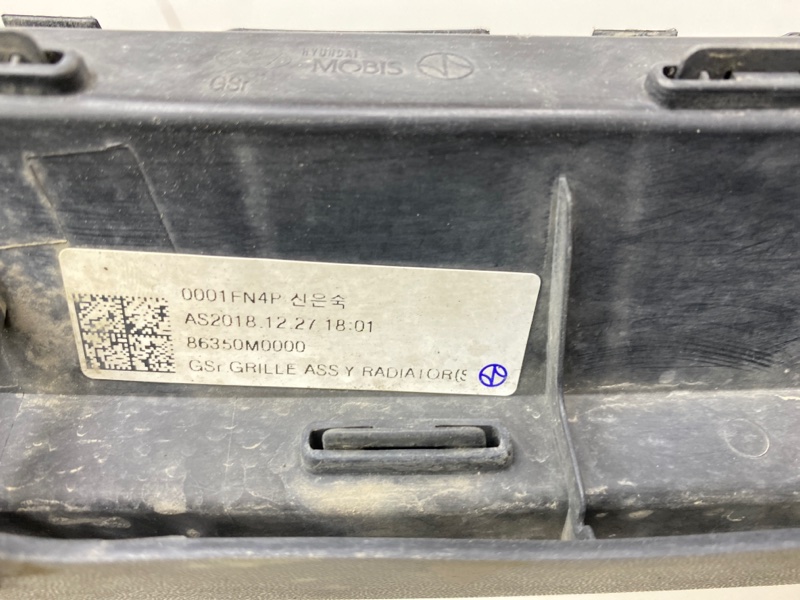 HYUNDAI
MOBIS
GSr
0001FN4P 신은숙
AS2018.12.27 18:01
86350M0000
GSr GRILLE ASS Y RADIATOR(S